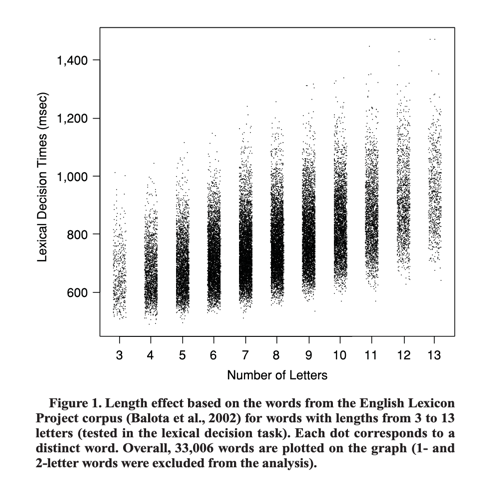 1,400
1,200
1,000
800
600
Lexical Decision Times (msec)
3 4 5 6 7 8 9 10 11 12 13
Number of Letters
Figure 1. Length effect based on the words from the English Lexicon
Project corpus (Balota et al., 2002) for words with lengths from 3 to 13
letters (tested in the lexical decision task). Each dot corresponds to a
distinct word. Overall, 33,006 words are plotted on the graph (1- and
2-letter words were excluded from the analysis).